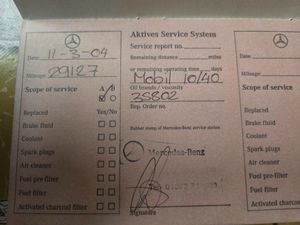 Aktives Service System
Date: 11-3-04
Service report no.
Remaining distance miles
Mileage: 29127
or remaining operating time days
Mobil 10/40
Scope of service A/B
Oil brands / viscosity
35802
Rep. Order no.
Replaced Yes/No
Brake fluid
Rubber stamp of Mercedes-Benz service station
Coolant
Spark plugs
Mercedes-Benz
Air cleaner
Fuel pre-filter
Fuel filter
Activated charcoal filter
Signature
Date:
Mileage:
Scope of service
Replaced
Brake fluid
Coolant
Spark plugs
Air cleaner
Fuel pre-filter
Fuel filter
Activated charcoal filter